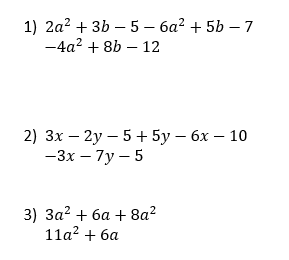 1) 2a² + 3b – 5 – 6a² + 5b – 7
−4a² + 8b – 12
2) 3x – 2y – 5 + 5y – 6x – 10
−3x – 7y – 5
3) 3a² + 6a + 8a²
11a² + 6a